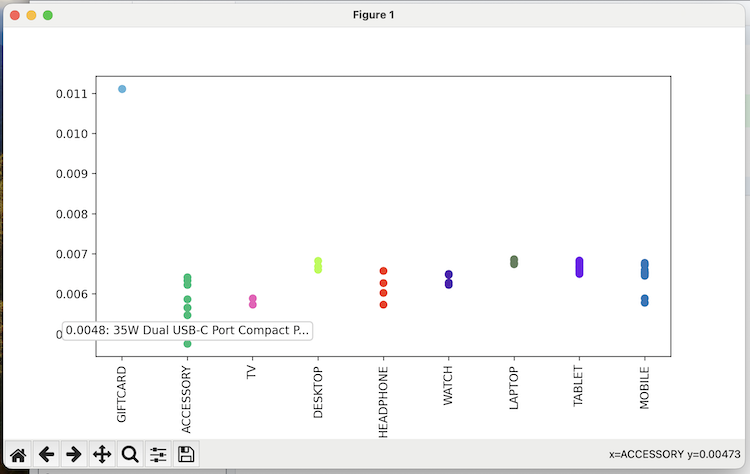 Figure 1
0.011
0.010
0.009
0.008
0.007
0.006
0.0048: 35W Dual USB-C Port Compact P...
GIFTCARD
ACCESSORY
TV
DESKTOP
HEADPHONE
WATCH
LAPTOP
TABLET
MOBILE
x=ACCESSORY y=0.00473